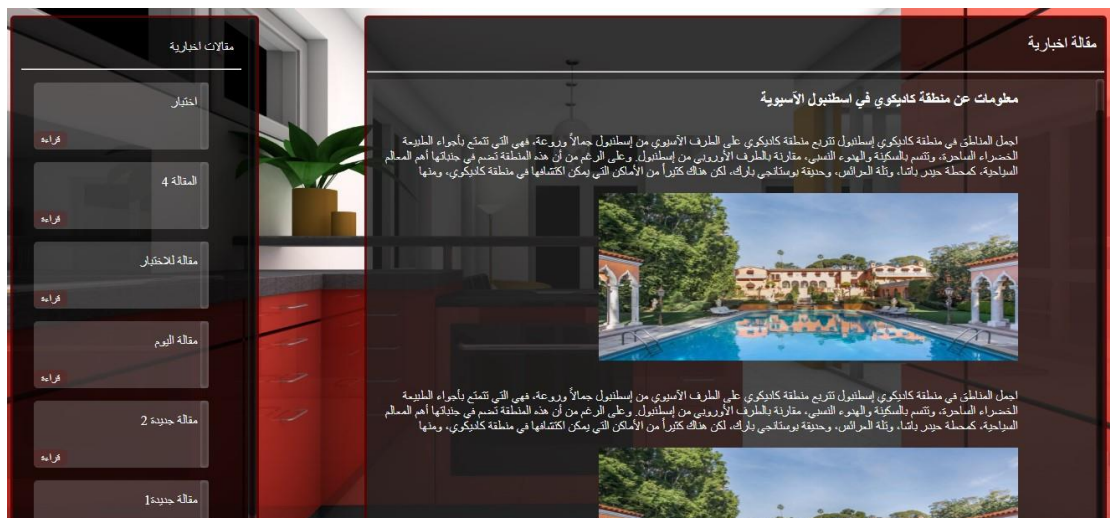 مقالة اخبارية
معلومات عن منطقة كاديكوي في اسطنبول الآسيوية
اجمل المناطق في منطقة كاديكوي إسطنبول تتربع منطقة كاديكوي على الطرف الآسيوي من إسطنبول جمالاً وروعة، فهي التي تتمتع بأجواء الطبيعة
الخضراء الساحرة، وتتسم بالسكينة والهدوء النسبي، مقارنة بالطرف الأوروبي من إسطنبول. وعلى الرغم من أن هذه المنطقة تضم في جنباتها أهم المعالم
السياحية، كمحطة حيدر باشا، وتلة العرائس، وحديقة بوستانجي بارك، لكن هناك كثيراً من الأماكن التي يمكن اكتشافها في منطقة كاديكوي، ومنها
اجمل المناطق في منطقة كاديكوي إسطنبول تتربع منطقة كاديكوي على الطرف الآسيوي من إسطنبول جمالاً وروعة، فهي التي تتمتع بأجواء الطبيعة
الخضراء الساحرة، وتتسم بالسكينة والهدوء النسبي، مقارنة بالطرف الأوروبي من إسطنبول. وعلى الرغم من أن هذه المنطقة تضم في جنباتها أهم المعالم
السياحية، كمحطة حيدر باشا، وتلة العرائس، وحديقة بوستانجي بارك، لكن هناك كثيراً من الأماكن التي يمكن اكتشافها في منطقة كاديكوي، ومنها
مقالات اخبارية
اختبار
قراءة
المقالة 4
قراءة
مقالة للاختبار
قراءة
مقالة اليوم
قراءة
مقالة جديدة 2
قراءة
مقالة جديدة1